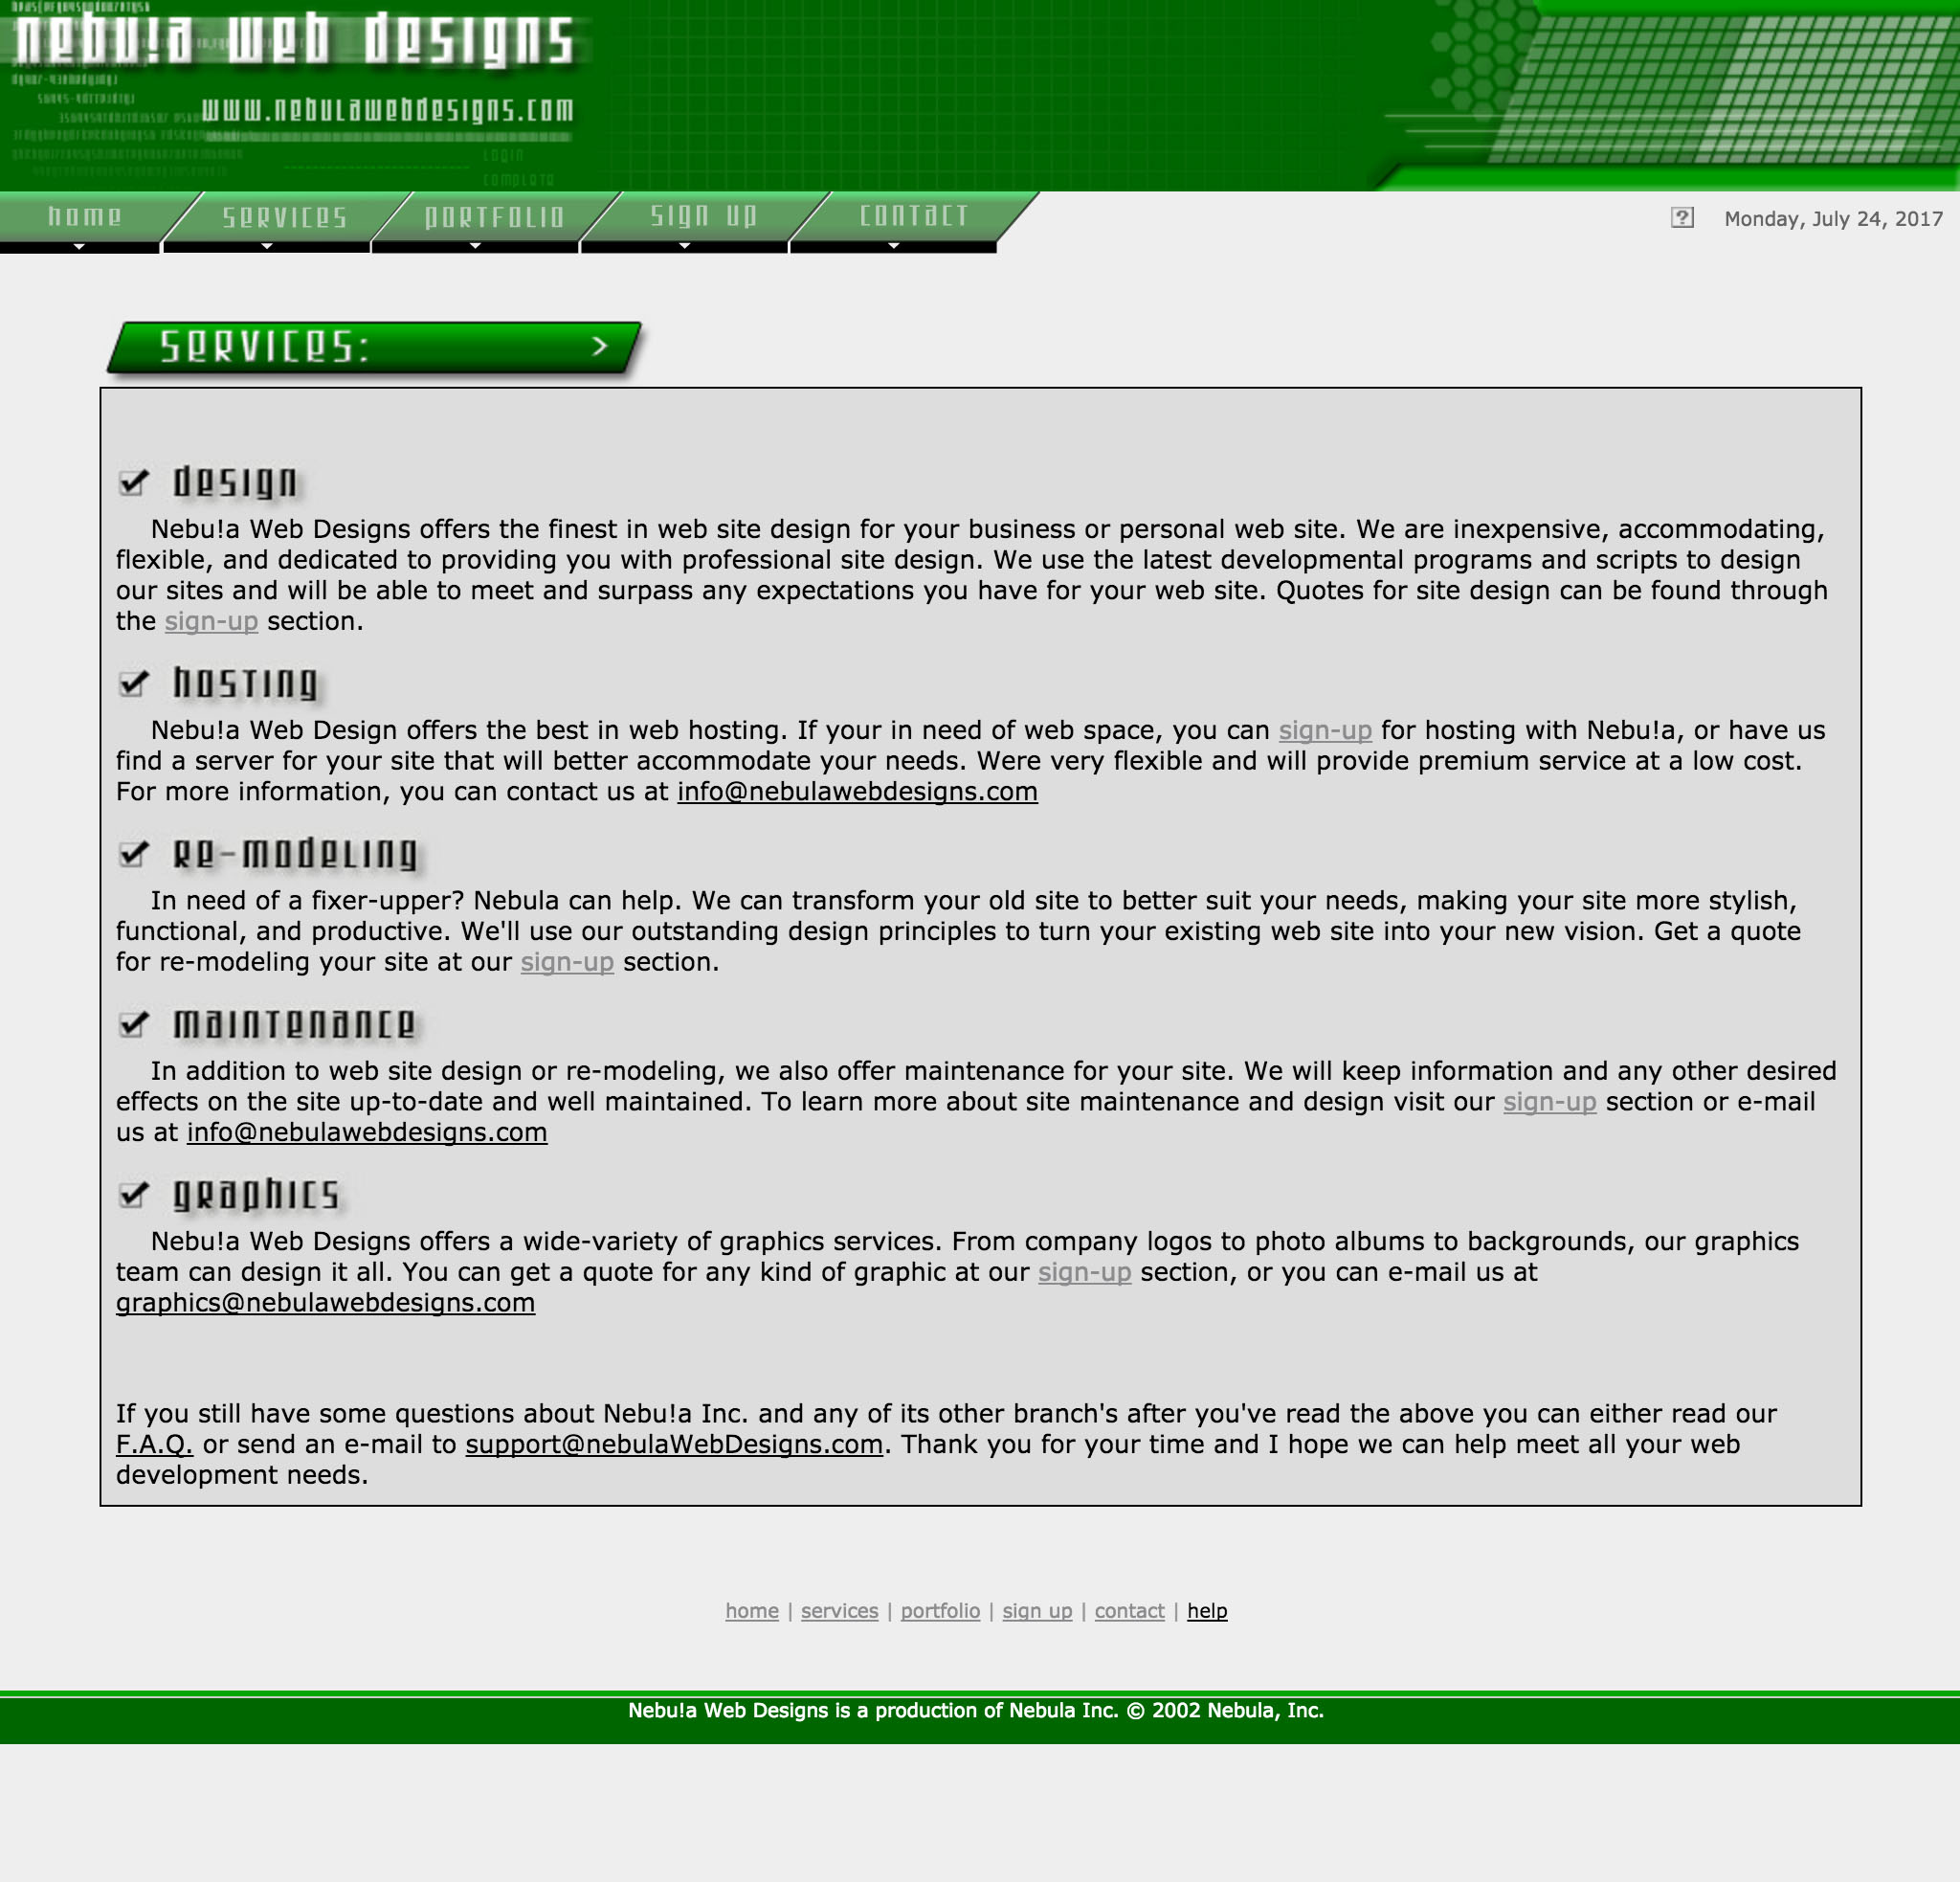 nebu!a web designs
www.nebulawebdesigns.com
LOGIN
COMPLETE
home services portfolio sign up contact
? Monday, July 24, 2017
services: >
design
Nebu!a Web Designs offers the finest in web site design for your business or personal web site. We are inexpensive, accommodating,
flexible, and dedicated to providing you with professional site design. We use the latest developmental programs and scripts to design
our sites and will be able to meet and surpass any expectations you have for your web site. Quotes for site design can be found through
the sign-up section.
hosting
Nebu!a Web Design offers the best in web hosting. If your in need of web space, you can sign-up for hosting with Nebu!a, or have us
find a server for your site that will better accommodate your needs. Were very flexible and will provide premium service at a low cost.
For more information, you can contact us at info@nebulawebdesigns.com
re-modeling
In need of a fixer-upper? Nebula can help. We can transform your old site to better suit your needs, making your site more stylish,
functional, and productive. We'll use our outstanding design principles to turn your existing web site into your new vision. Get a quote
for re-modeling your site at our sign-up section.
maintenance
In addition to web site design or re-modeling, we also offer maintenance for your site. We will keep information and any other desired
effects on the site up-to-date and well maintained. To learn more about site maintenance and design visit our sign-up section or e-mail
us at info@nebulawebdesigns.com
graphics
Nebu!a Web Designs offers a wide-variety of graphics services. From company logos to photo albums to backgrounds, our graphics
team can design it all. You can get a quote for any kind of graphic at our sign-up section, or you can e-mail us at
graphics@nebulawebdesigns.com
If you still have some questions about Nebu!a Inc. and any of its other branch's after you've read the above you can either read our
F.A.Q. or send an e-mail to support@nebulaWebDesigns.com. Thank you for your time and I hope we can help meet all your web
development needs.
home | services | portfolio | sign up | contact | help
Nebu!a Web Designs is a production of Nebula Inc. © 2002 Nebula, Inc.